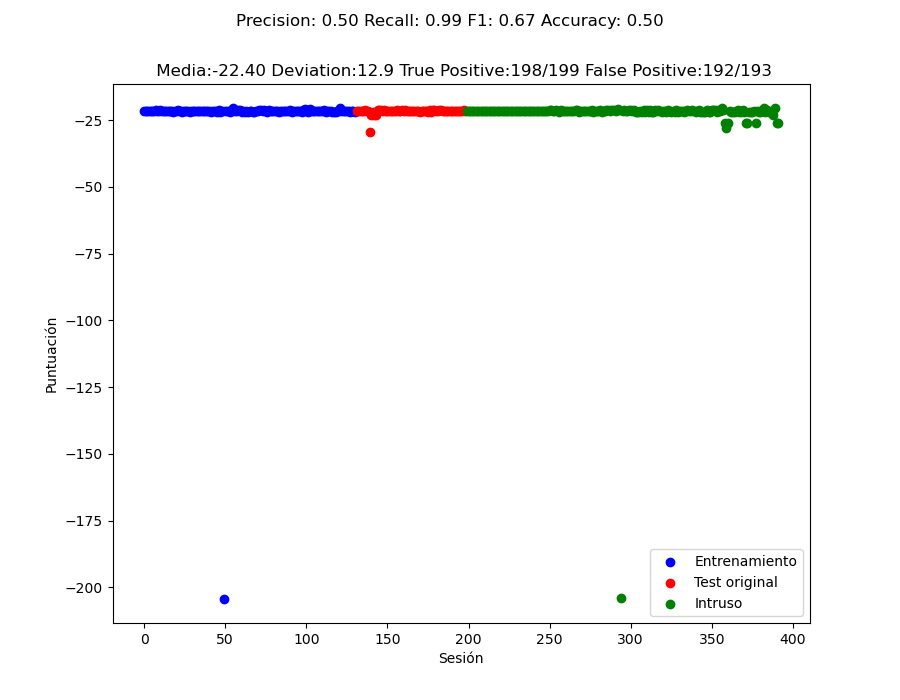 Precision: 0.50 Recall: 0.99 F1: 0.67 Accuracy: 0.50
Media:-22.40 Deviation:12.9 True Positive:198/199 False Positive:192/193
−25
−50
−75
−100
−125
−150
−175
−200
Puntuación
0 50 100 150 200 250 300 350 400
Sesión
Entrenamiento
Test original
Intruso